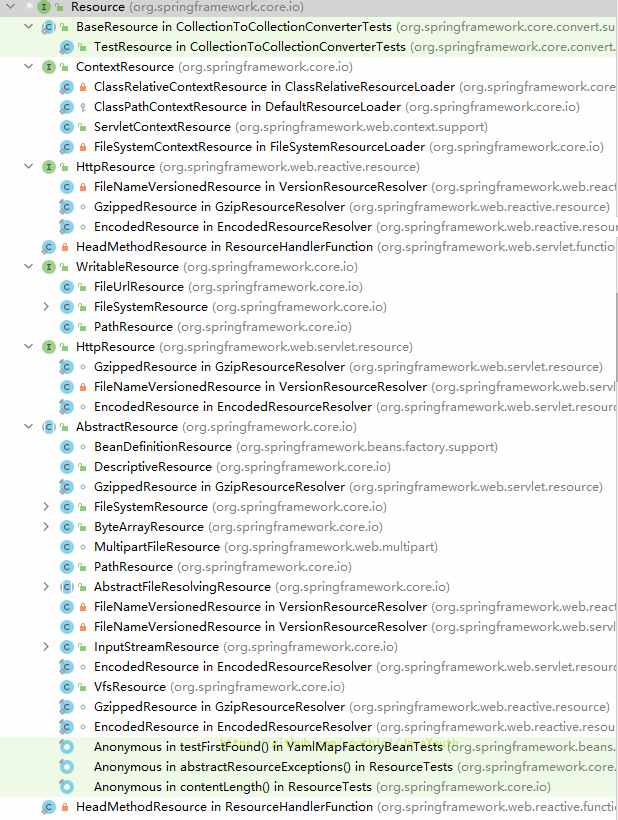 Resource (org.springframework.core.io)
BaseResource in CollectionToCollectionConverterTests (org.springframework.core.convert.su
TestResource in CollectionToCollectionConverterTests (org.springframework.core.convert.
ContextResource (org.springframework.core.io)
ClassRelativeContextResource in ClassRelativeResourceLoader (org.springframework.core
ClassPathContextResource in DefaultResourceLoader (org.springframework.core.io)
ServletContextResource (org.springframework.web.context.support)
FileSystemContextResource in FileSystemResourceLoader (org.springframework.core.io)
HttpResource (org.springframework.web.reactive.resource)
FileNameVersionedResource in VersionResourceResolver (org.springframework.web.react
GzippedResource in GzipResourceResolver (org.springframework.web.reactive.resource)
EncodedResource in EncodedResourceResolver (org.springframework.web.reactive.resour
HeadMethodResource in ResourceHandlerFunction (org.springframework.web.servlet.functio
WritableResource (org.springframework.core.io)
FileUrlResource (org.springframework.core.io)
FileSystemResource (org.springframework.core.io)
PathResource (org.springframework.core.io)
HttpResource (org.springframework.web.servlet.resource)
GzippedResource in GzipResourceResolver (org.springframework.web.servlet.resource)
FileNameVersionedResource in VersionResourceResolver (org.springframework.web.servl
EncodedResource in EncodedResourceResolver (org.springframework.web.servlet.resourc
AbstractResource (org.springframework.core.io)
BeanDefinitionResource (org.springframework.beans.factory.support)
DescriptiveResource (org.springframework.core.io)
GzippedResource in GzipResourceResolver (org.springframework.web.servlet.resource)
FileSystemResource (org.springframework.core.io)
ByteArrayResource (org.springframework.core.io)
MultipartFileResource (org.springframework.web.multipart)
PathResource (org.springframework.core.io)
AbstractFileResolvingResource (org.springframework.core.io)
FileNameVersionedResource in VersionResourceResolver (org.springframework.web.react
FileNameVersionedResource in VersionResourceResolver (org.springframework.web.servl
InputStreamResource (org.springframework.core.io)
EncodedResource in EncodedResourceResolver (org.springframework.web.servlet.resourc
VfsResource (org.springframework.core.io)
GzippedResource in GzipResourceResolver (org.springframework.web.reactive.resource)
EncodedResource in EncodedResourceResolver (org.springframework.web.reactive.resou
Anonymous in testFirstFound() in YamlMapFactoryBeanTests (org.springframework.beans.
Anonymous in abstractResourceExceptions() in ResourceTests (org.springframework.core.
Anonymous in contentLength() in ResourceTests (org.springframework.core.io)
HeadMethodResource in ResourceHandlerFunction (org.springframework.web.reactive.functi